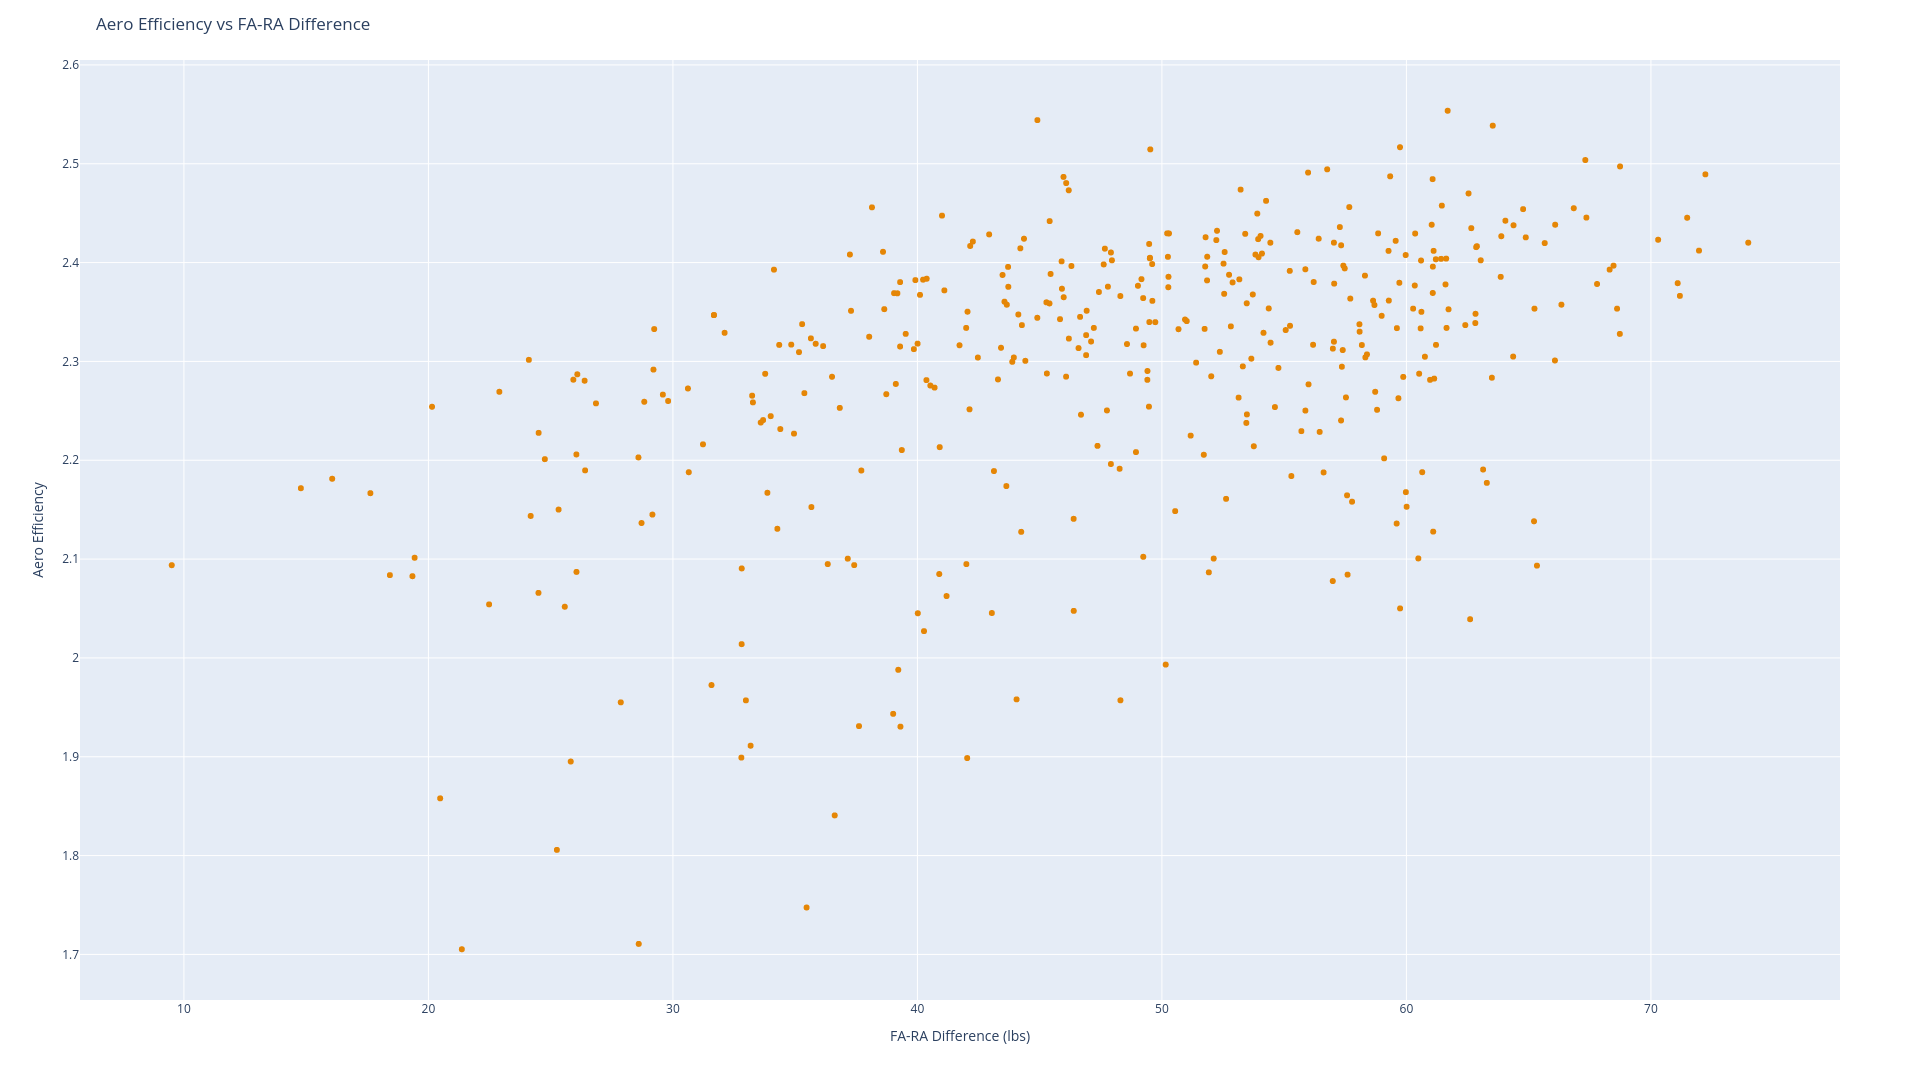 Aero Efficiency vs FA-RA Difference
2.6
2.5
2.4
2.3
2.2
2.1
2
1.9
1.8
1.7
Aero Efficiency
10 20 30 40 50 60 70
FA-RA Difference (lbs)